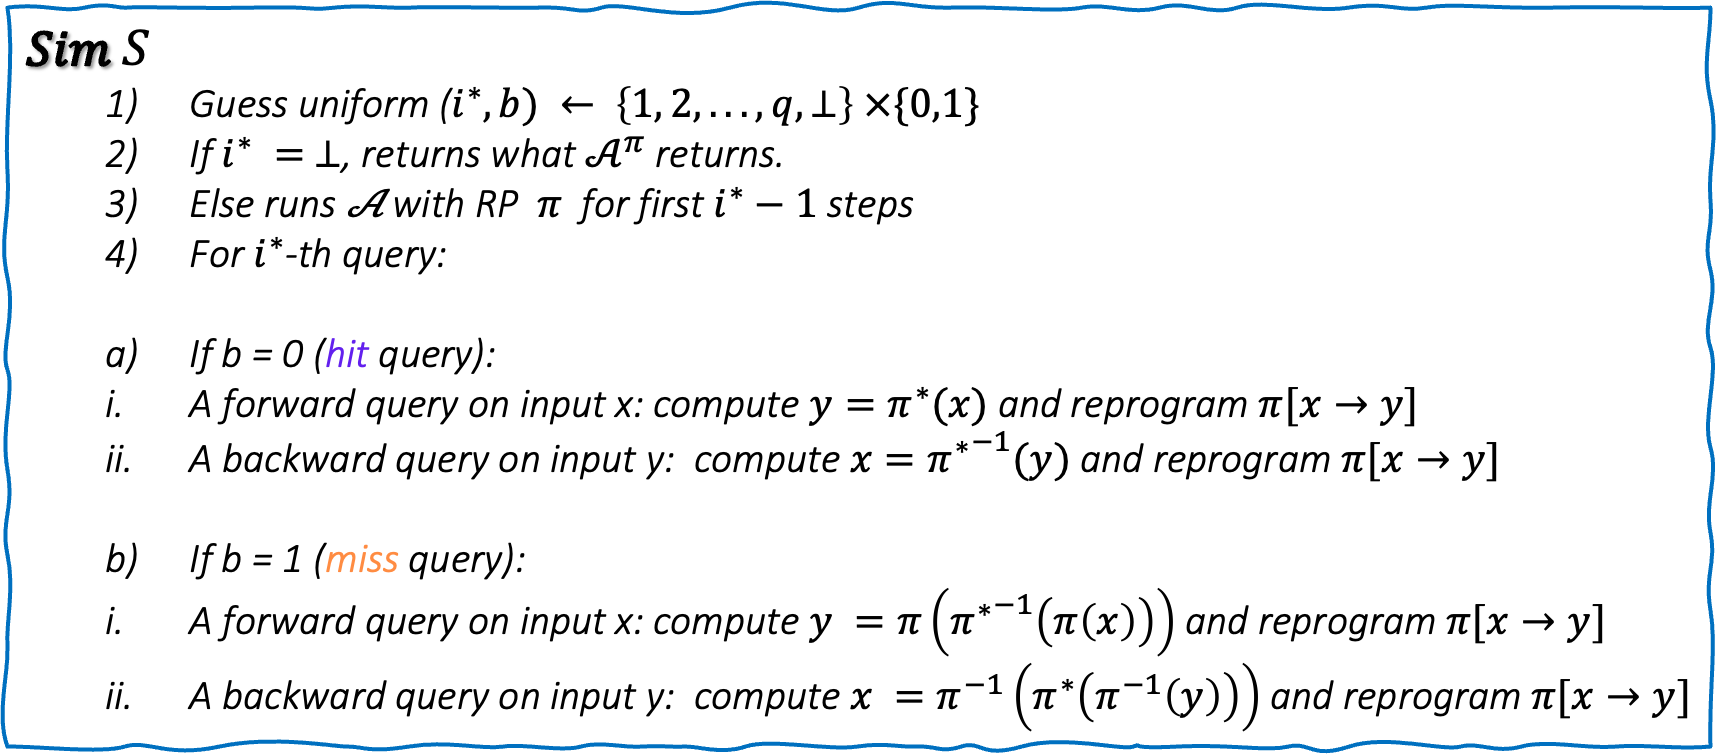 Sim S
1) Guess uniform (i*, b) ← {1, 2, . . . , q, ⊥} ×{0,1}
2) If i* = ⊥, returns what 𝒜^π returns.
3) Else runs 𝒜 with RP π for first i* − 1 steps
4) For i*-th query:
a) If b = 0 (hit query):
i. A forward query on input x: compute y = π*(x) and reprogram π[x → y]
ii. A backward query on input y: compute x = π*⁻¹(y) and reprogram π[x → y]
b) If b = 1 (miss query):
i. A forward query on input x: compute y = π(π*⁻¹(π(x))) and reprogram π[x → y]
ii. A backward query on input y: compute x = π⁻¹(π*(π⁻¹(y))) and reprogram π[x → y]